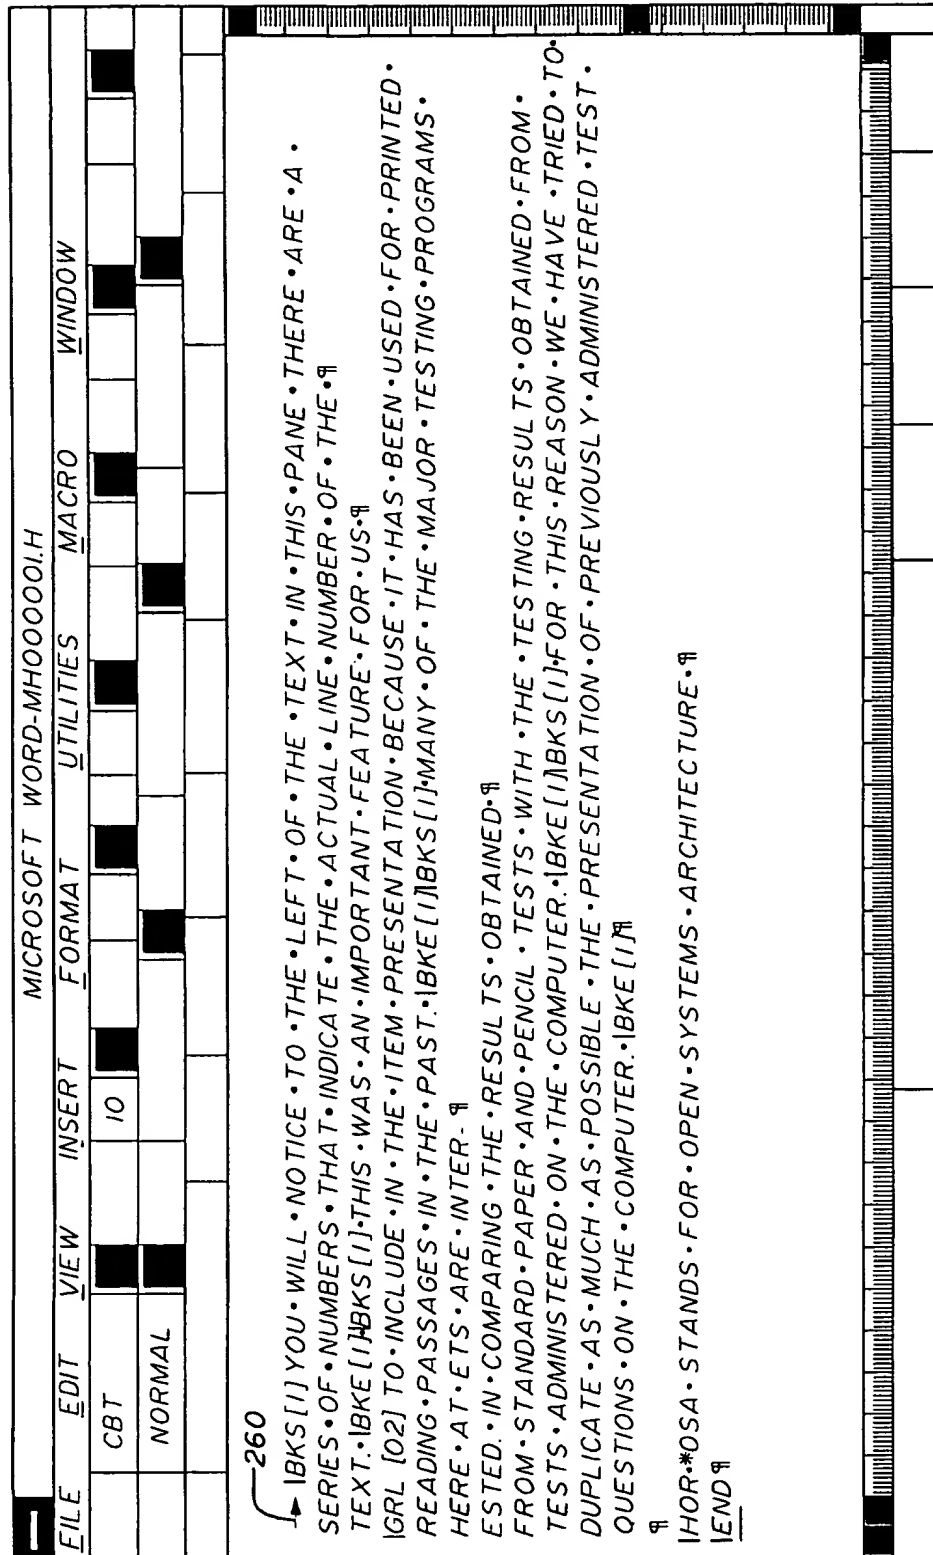 MICROSOFT WORD-MH000001.H
FILE EDIT VIEW INSERT FORMAT UTILITIES MACRO WINDOW
CBT 10
NORMAL
260
\BKS[1]YOU•WILL•NOTICE•TO•THE•LEFT•OF•THE•TEXT•IN•THIS•PANE•THERE•ARE•A•
SERIES•OF•NUMBERS•THAT•INDICATE•THE•ACTUAL•LINE•NUMBER•OF•THE•¶
TEXT.\BKE[1]\BKS[1]•THIS•WAS•AN•IMPORTANT•FEATURE•FOR•US•¶
\GRL[02]TO•INCLUDE•IN•THE•ITEM•PRESENTATION•BECAUSE•IT•HAS•BEEN•USED•FOR•PRINTED•
READING•PASSAGES•IN•THE•PAST.•\BKE[1]\BKS[1]•MANY•OF•THE•MAJOR•TESTING•PROGRAMS•
HERE•AT•ETS•ARE•INTER-¶
ESTED.•IN•COMPARING•THE•RESULTS•OBTAINED•¶
FROM•STANDARD•PAPER•AND•PENCIL•TESTS•WITH•THE•TESTING•RESULTS•OBTAINED•FROM•
TESTS•ADMINISTERED•ON•THE•COMPUTER.•\BKE[1]\BKS[1]•FOR•THIS•REASON•WE•HAVE•TRIED•TO•
DUPLICATE•AS•MUCH•AS•POSSIBLE•THE•PRESENTATION•OF•PREVIOUSLY•ADMINISTERED•TEST•
QUESTIONS•ON•THE•COMPUTER.•\BKE[1]¶
¶
\HOR•*OSA•STANDS•FOR•OPEN•SYSTEMS•ARCHITECTURE•¶
\END¶